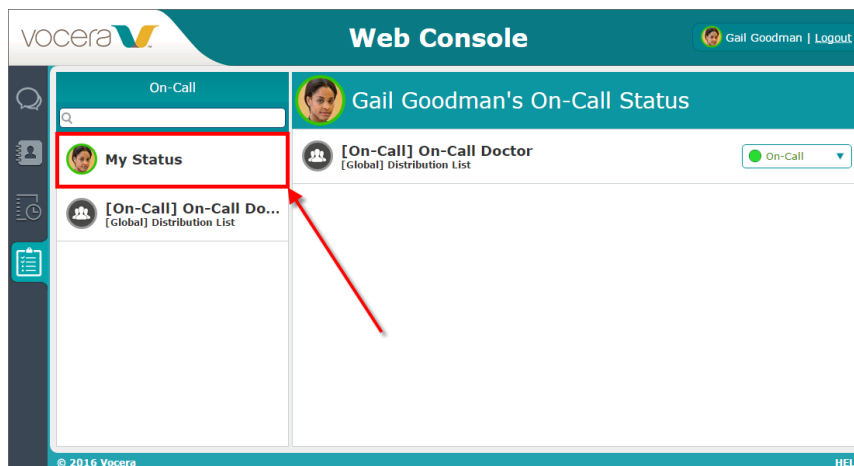 vocera
Web Console
Gail Goodman | Logout
On-Call
Gail Goodman's On-Call Status
My Status
[On-Call] On-Call Doctor
[Global] Distribution List
On-Call
[On-Call] On-Call Do...
[Global] Distribution List
© 2016 Vocera